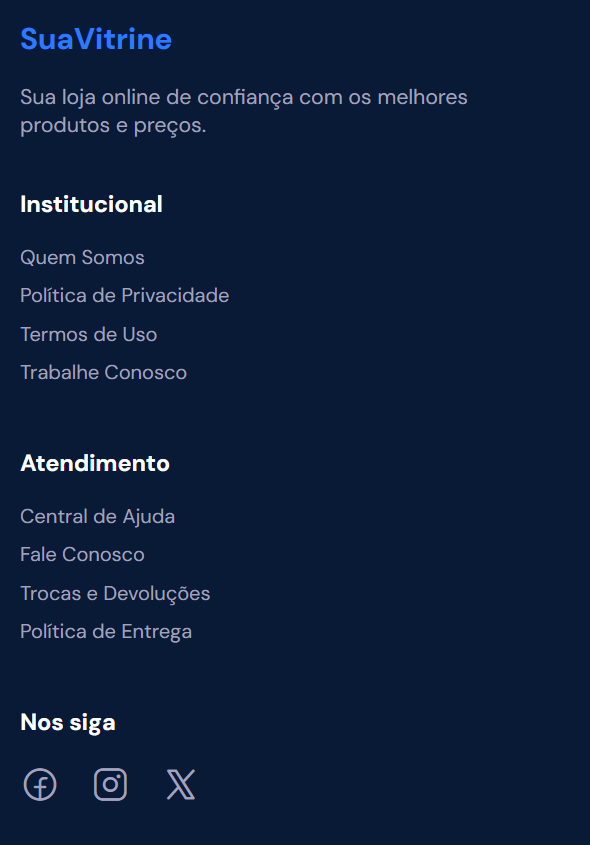 SuaVitrine
Sua loja online de confiança com os melhores
produtos e preços.
Institucional
Quem Somos
Política de Privacidade
Termos de Uso
Trabalhe Conosco
Atendimento
Central de Ajuda
Fale Conosco
Trocas e Devoluções
Política de Entrega
Nos siga